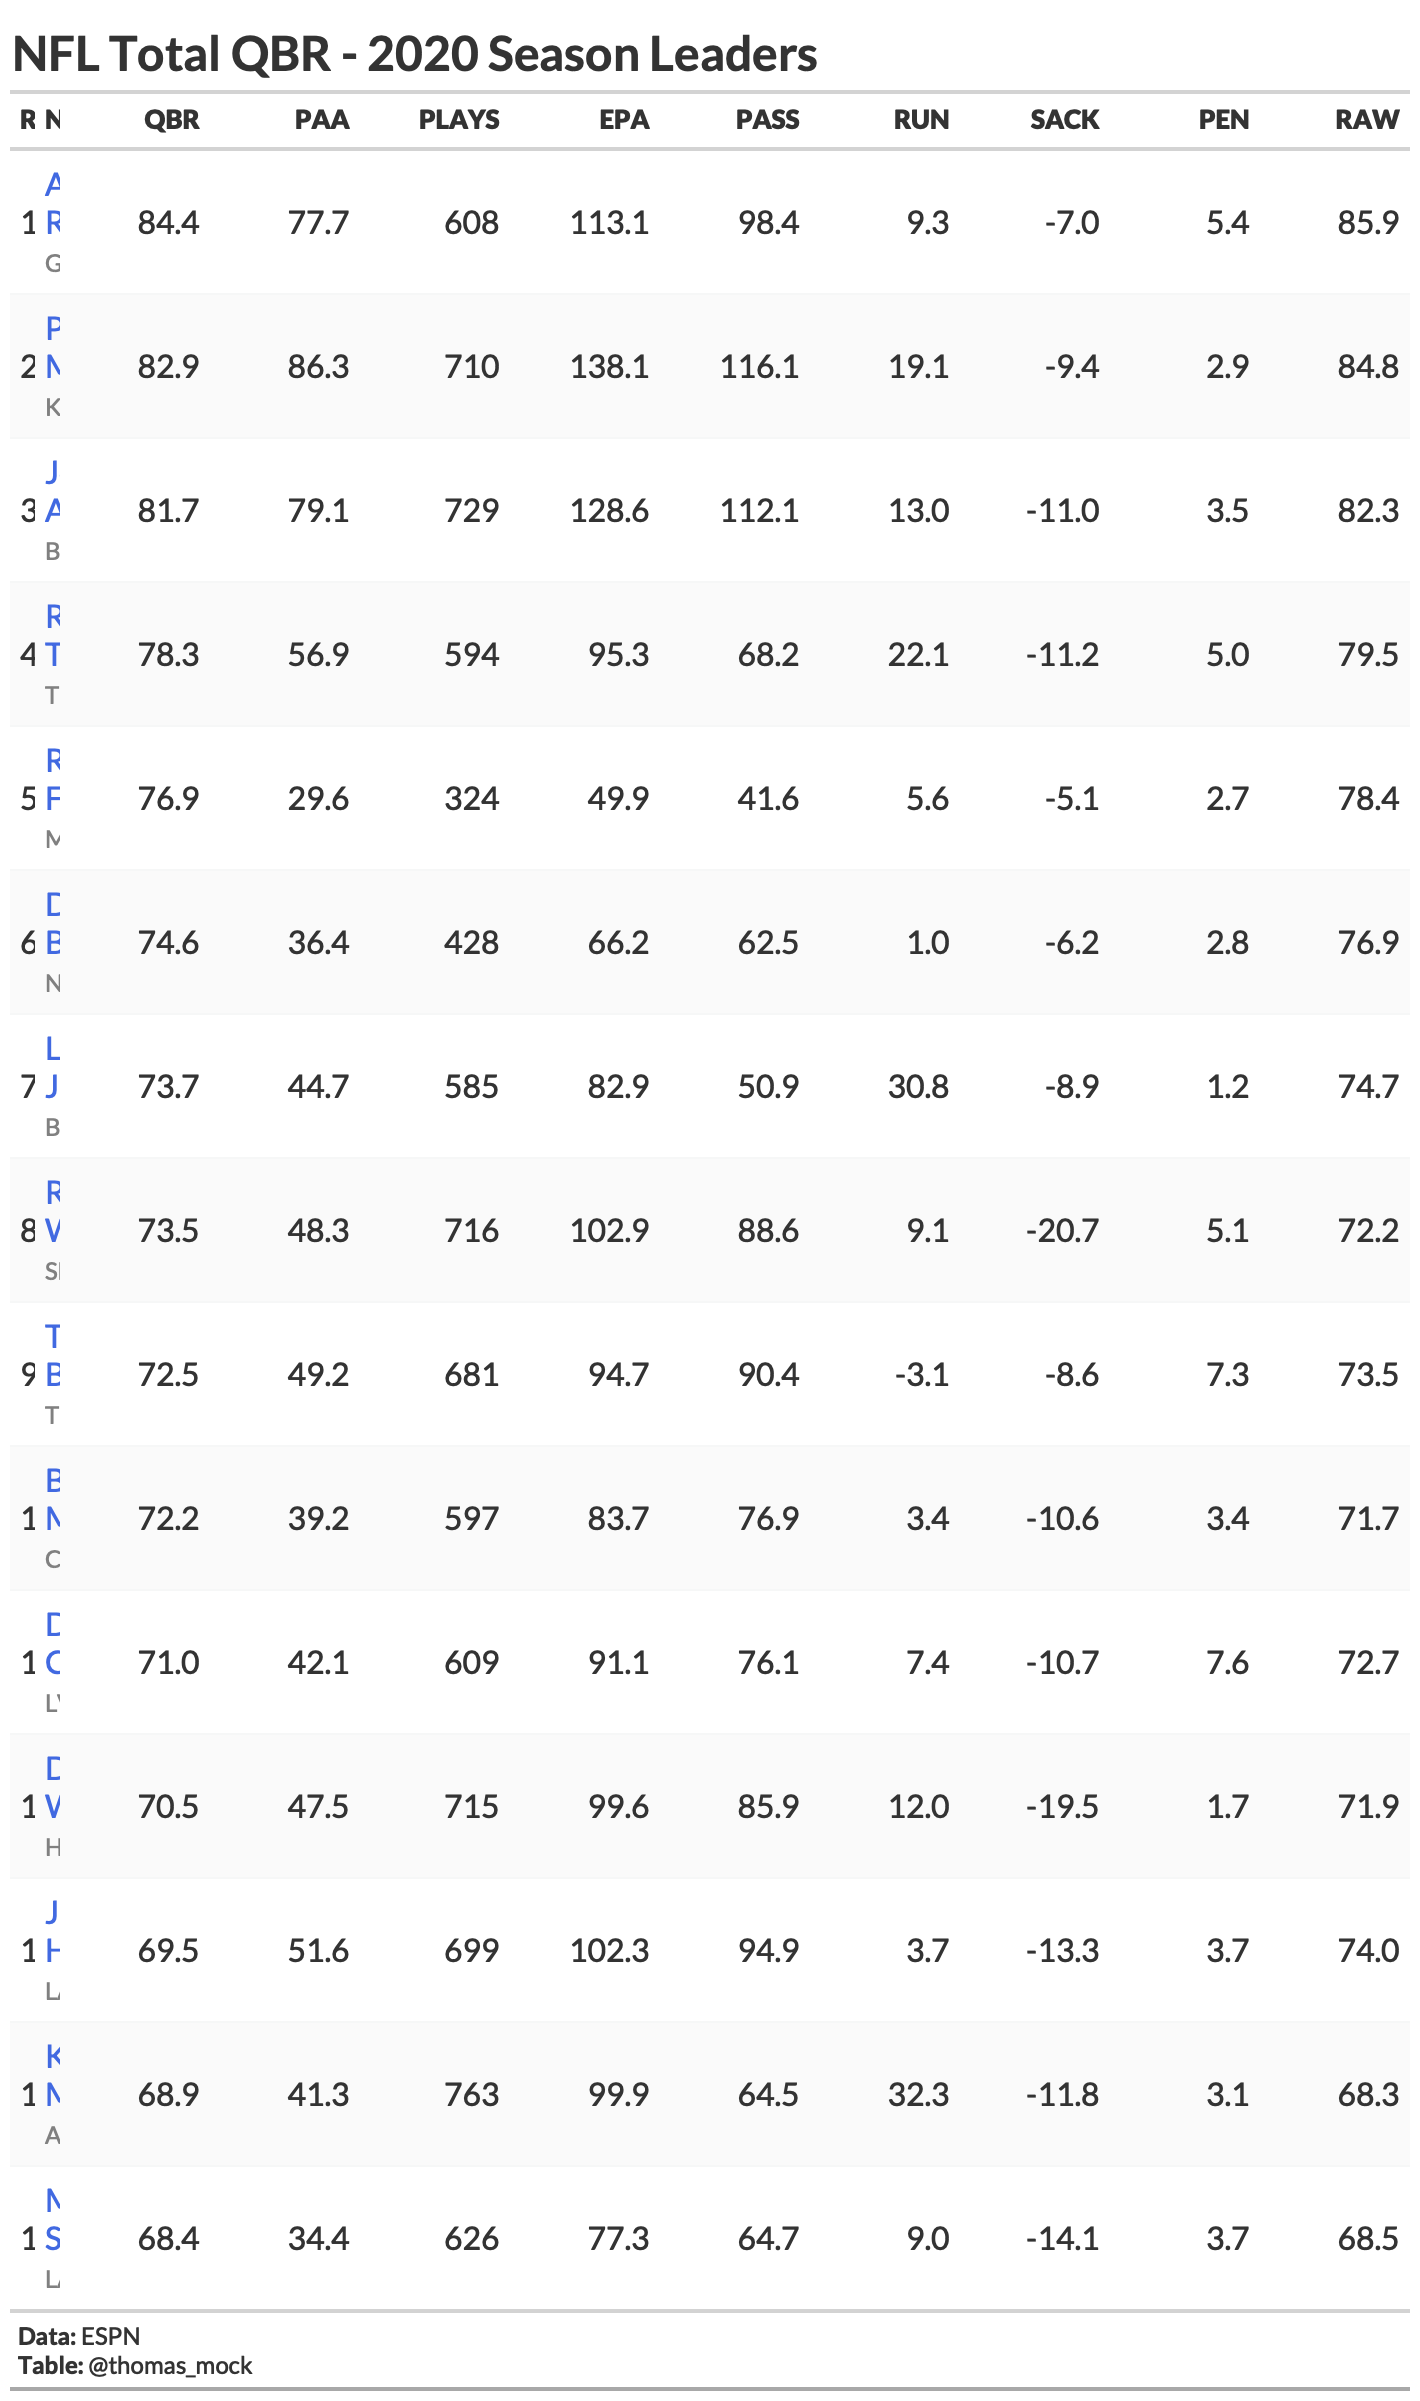 NFL Total QBR - 2020 Season Leaders
R N QBR PAA PLAYS EPA PASS RUN SACK PEN RAW
A
1 R 84.4 77.7 608 113.1 98.4 9.3 -7.0 5.4 85.9
G
P
2 82.9 86.3 710 138.1 116.1 19.1 -9.4 2.9 84.8
K
J
3 A 81.7 79.1 729 128.6 112.1 13.0 -11.0 3.5 82.3
B
R
4 T 78.3 56.9 594 95.3 68.2 22.1 -11.2 5.0 79.5
T
R
5 F 76.9 29.6 324 49.9 41.6 5.6 -5.1 2.7 78.4
M
D
6 B 74.6 36.4 428 66.2 62.5 1.0 -6.2 2.8 76.9
N
L
7 J 73.7 44.7 585 82.9 50.9 30.8 -8.9 1.2 74.7
B
R
8 73.5 48.3 716 102.9 88.6 9.1 -20.7 5.1 72.2
S
T
9 B 72.5 49.2 681 94.7 90.4 -3.1 -8.6 7.3 73.5
T
B
1 72.2 39.2 597 83.7 76.9 3.4 -10.6 3.4 71.7
C
D
1 C 71.0 42.1 609 91.1 76.1 7.4 -10.7 7.6 72.7
L
D
1 70.5 47.5 715 99.6 85.9 12.0 -19.5 1.7 71.9
H
J
1 H 69.5 51.6 699 102.3 94.9 3.7 -13.3 3.7 74.0
L
K
1 68.9 41.3 763 99.9 64.5 32.3 -11.8 3.1 68.3
A
1 S 68.4 34.4 626 77.3 64.7 9.0 -14.1 3.7 68.5
L
Data: ESPN
Table: @thomas_mock